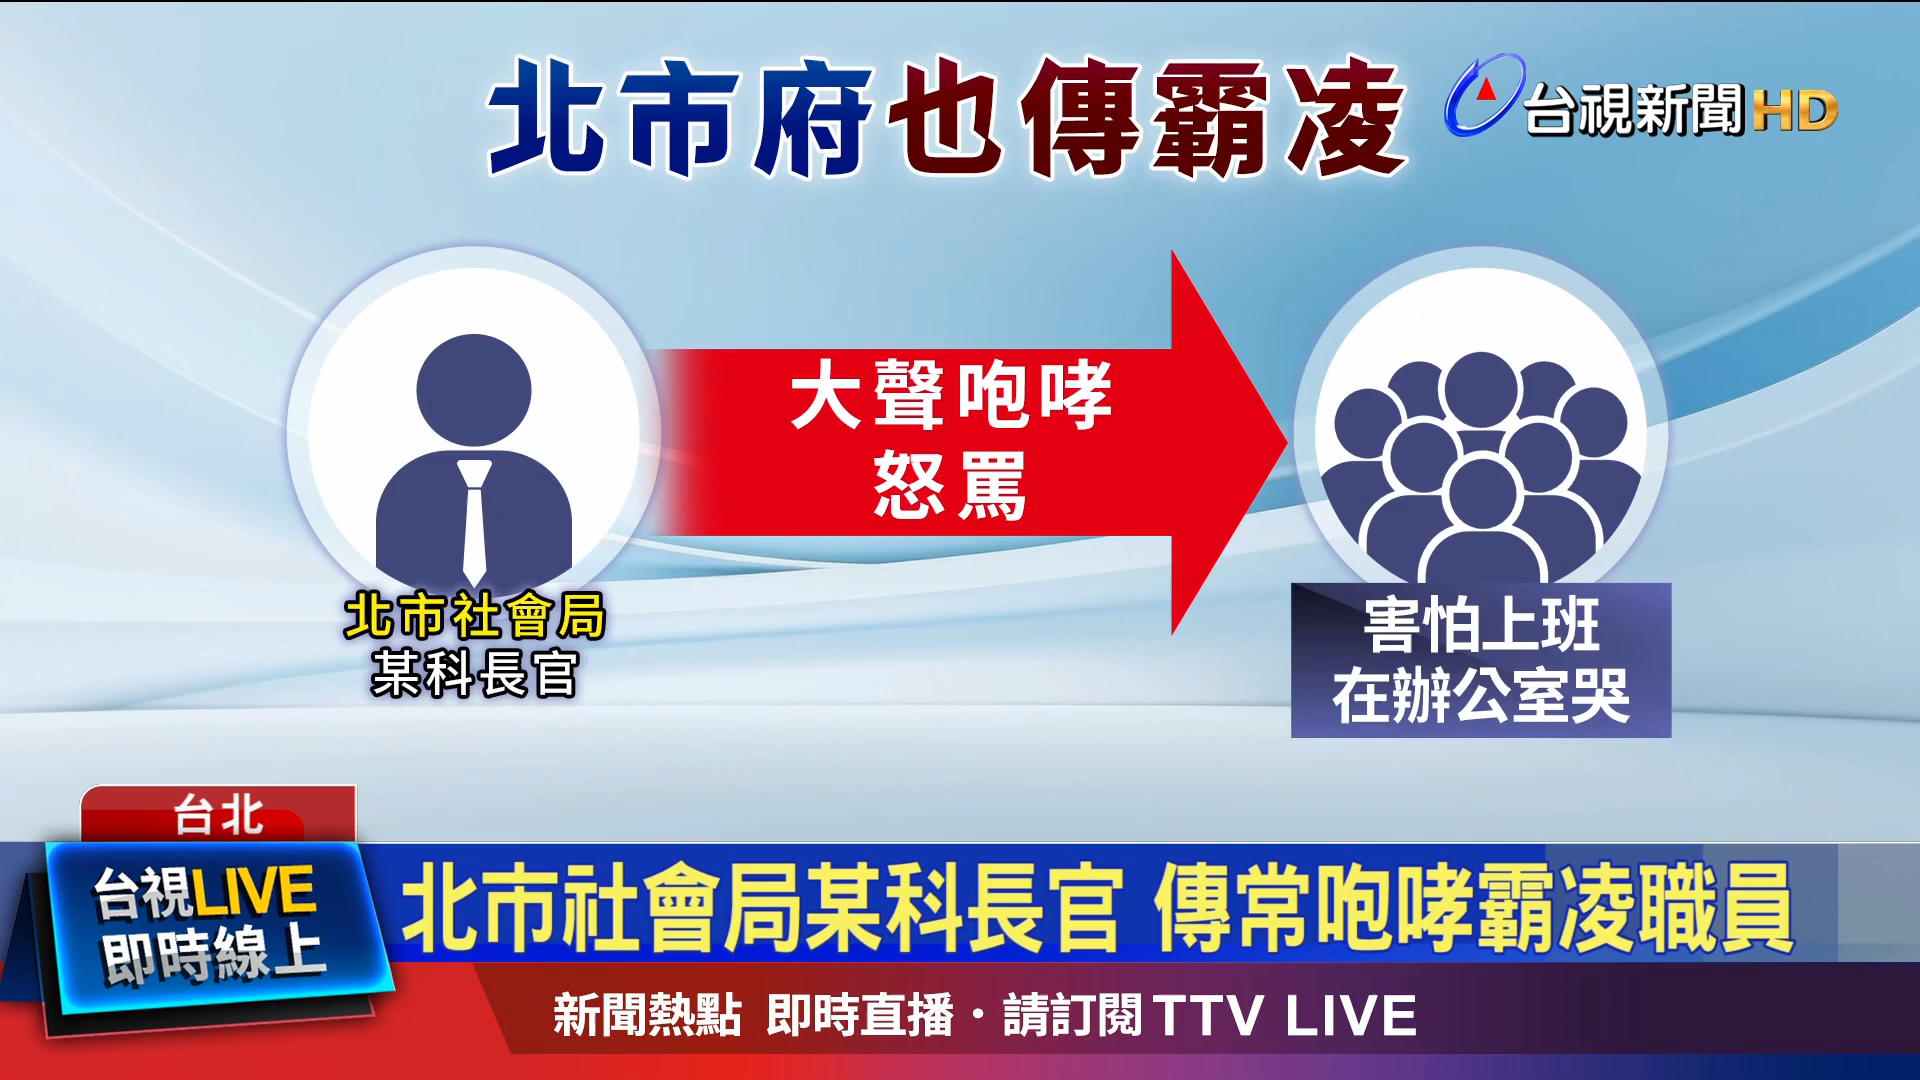 北市府也傳霸凌
台視新聞HD
大聲咆哮
怒罵
北市社會局
某科長官
害怕上班
在辦公室哭
台北
台視LIVE
即時線上
北市社會局某科長官 傳常咆哮霸凌職員
新聞熱點 即時直播·請訂閱TTV LIVE